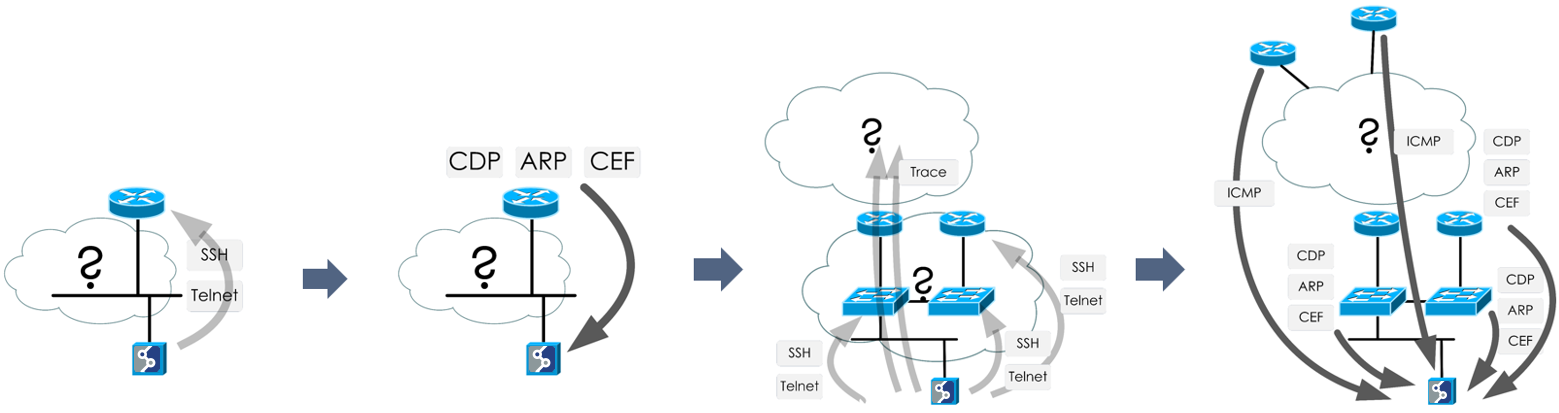 ?
SSH
Telnet
CDP ARP CEF
?
?
Trace
?
SSH
Telnet
SSH
Telnet
SSH
Telnet
?
ICMP
ICMP
CDP
ARP
CEF
CDP
ARP
CEF
CDP
ARP
CEF